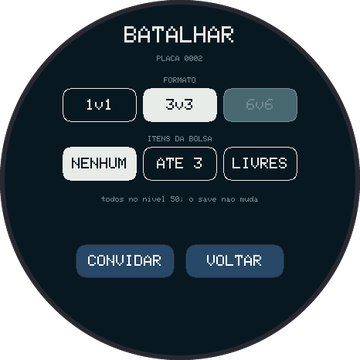 BATALHAR
PLACA 0002
FORMATO
1v1 3v3 6v6
ITENS DA BOLSA
NENHUM ATE 3 LIVRES
todos no nivel 50; o save nao muda
CONVIDAR VOLTAR